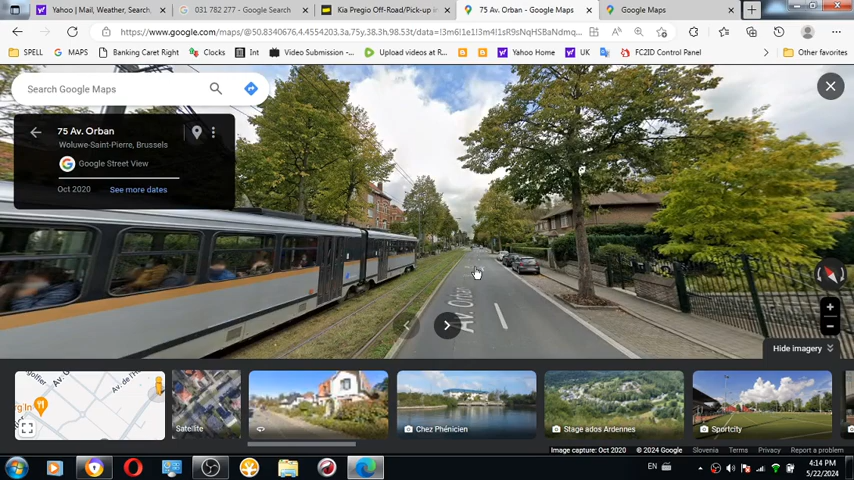 Yahoo | Mail, Weather, Search,
031 782 277 - Google Search
Kia Pregio Off-Road/Pick-up in
75 Av. Orban - Google Maps
Google Maps
https://www.google.com/maps/@50.8340676,4.4554203,3a,75y,38.3h,98.53t/data=!3m6!1e1!3m4!1sR9sNqHSBaNdmq...
SPELL
MAPS
Banking Caret Right
Clocks
Int
Video Submission -...
Upload videos at R...
Yahoo Home
UK
FC2ID Control Panel
Other favorites
Search Google Maps
75 Av. Orban
Woluwe-Saint-Pierre, Brussels
Google Street View
Oct 2020
See more dates
Av. Orban
Hide imagery
Satellite
Chez Phénicien
Stage ados Ardennes
Sportcity
Image capture: Oct 2020 © 2024 Google Slovenia Terms Privacy Report a problem
EN
4:14 PM
5/22/2024